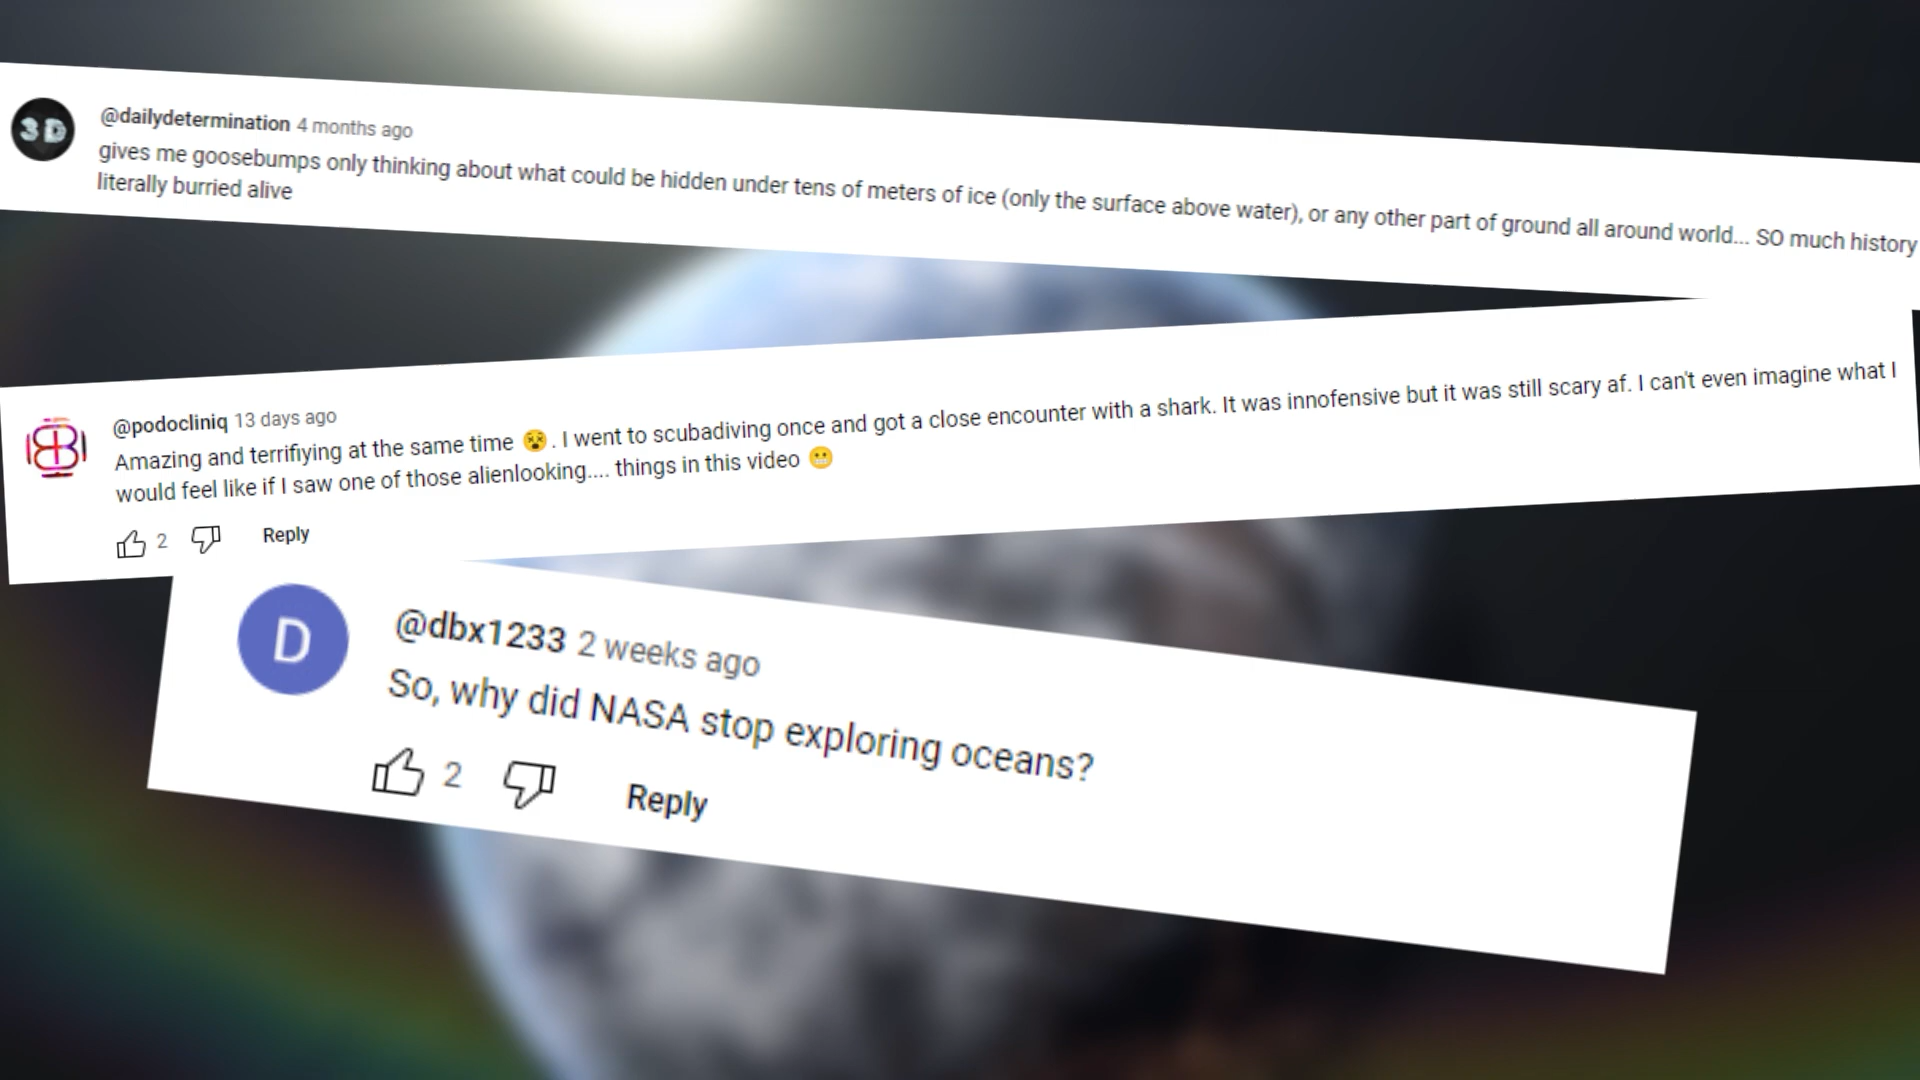 3D
@dailydetermination 4 months ago
gives me goosebumps only thinking about what could be hidden under tens of meters of ice (only the surface above water), or any other part of ground all around world... SO much history
literally burried alive
@podocliniq 13 days ago
Amazing and terrifiying at the same time 😵. I went to scubadiving once and got a close encounter with a shark. It was innofensive but it was still scary af. I can't even imagine what I
would feel like if I saw one of those alienlooking.... things in this video 😬
2 Reply
D
@dbx1233 2 weeks ago
So, why did NASA stop exploring oceans?
2 Reply